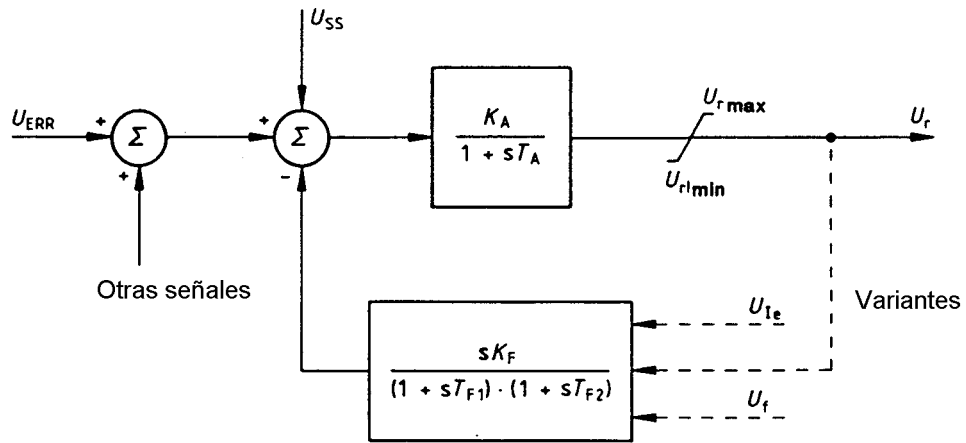 U_SS
U_ERR
+
Σ
+
+
Σ
-
K_A
1 + sT_A
U_r max
U_rl min
U_r
Otras señales
Variantes
sK_F
(1 + sT_F1) · (1 + sT_F2)
U_Ie
U_f